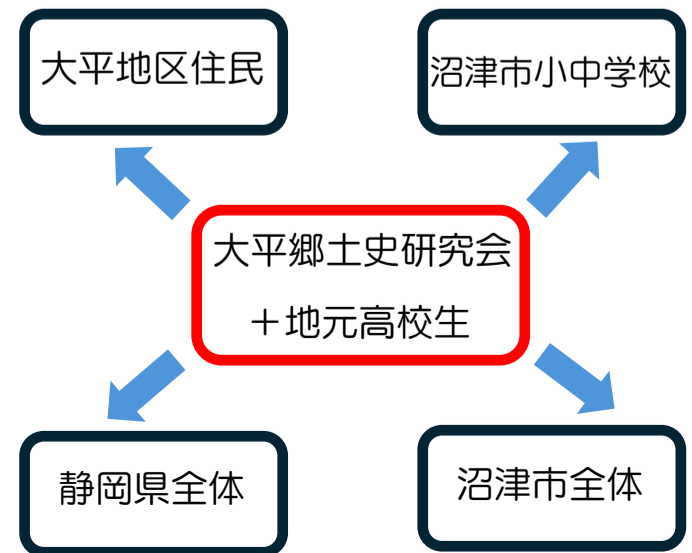 大平地区住民
沼津市小中学校
大平郷土史研究会
＋地元高校生
静岡県全体
沼津市全体